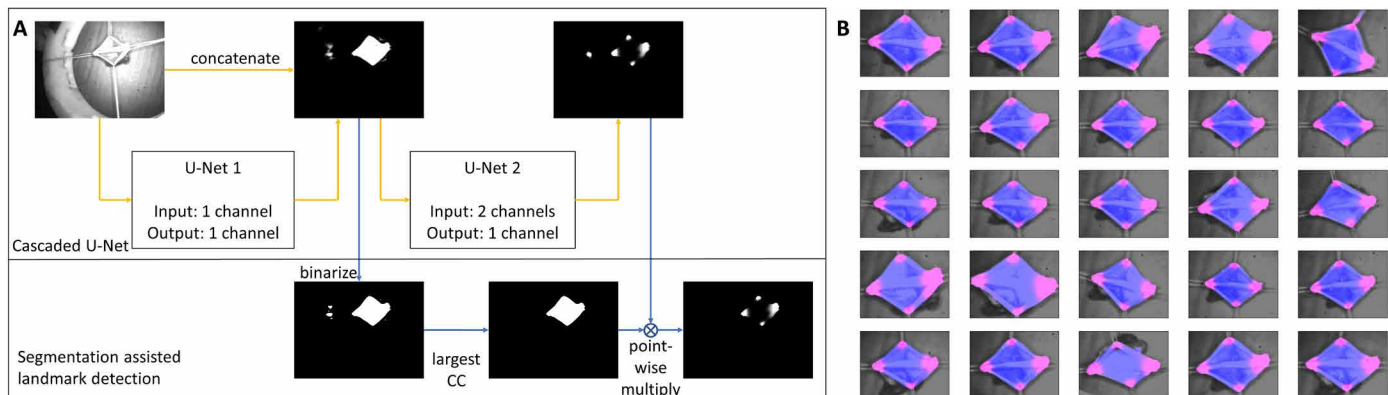 A
concatenate
U-Net 1
Input: 1 channel
Output: 1 channel
U-Net 2
Input: 2 channels
Output: 1 channel
Cascaded U-Net
binarize
largest
CC
point-
wise
multiply
Segmentation assisted
landmark detection
B